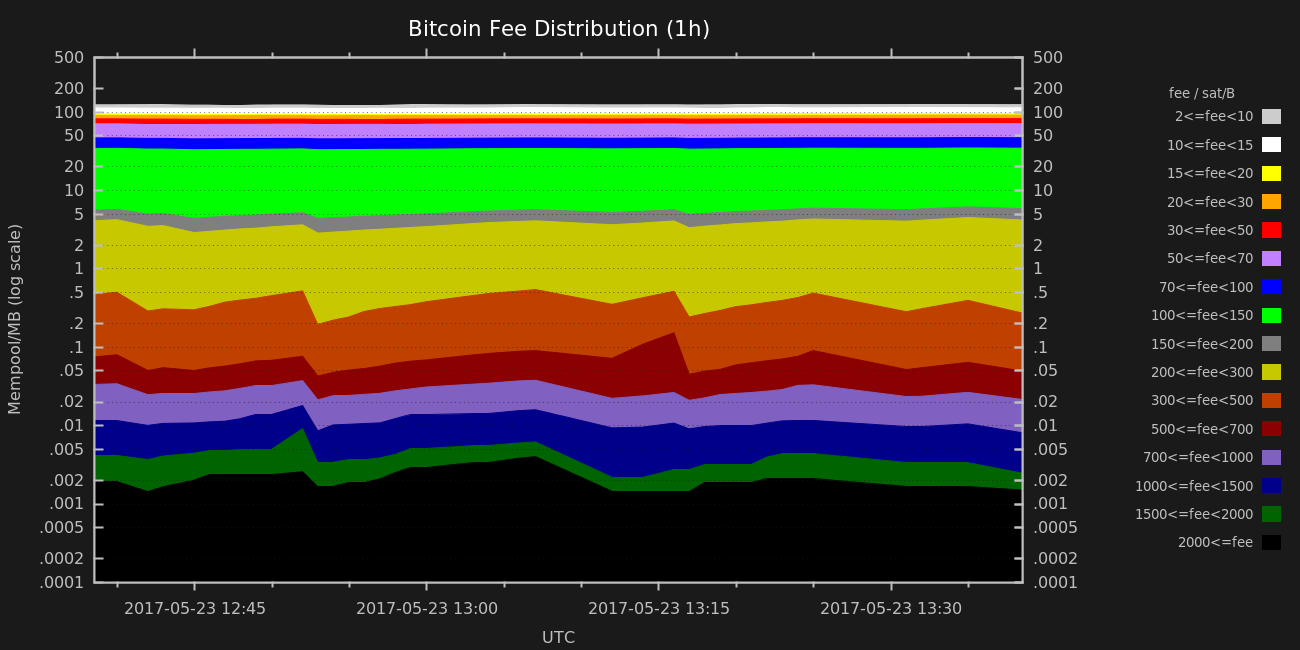 Bitcoin Fee Distribution (1h)
500
200
100
50
20
10
5
2
1
.5
.2
.1
.05
.02
.01
.005
.002
.001
.0005
.0002
.0001
Mempool/MB (log scale)
500
200
100
50
20
10
5
2
1
.5
.2
.1
.05
.02
.01
.005
.002
.001
.0005
.0002
.0001
2017-05-23 12:45
2017-05-23 13:00
2017-05-23 13:15
2017-05-23 13:30
UTC
fee / sat/B
2<=fee<10
10<=fee<15
15<=fee<20
20<=fee<30
30<=fee<50
50<=fee<70
70<=fee<100
100<=fee<150
150<=fee<200
200<=fee<300
300<=fee<500
500<=fee<700
700<=fee<1000
1000<=fee<1500
1500<=fee<2000
2000<=fee